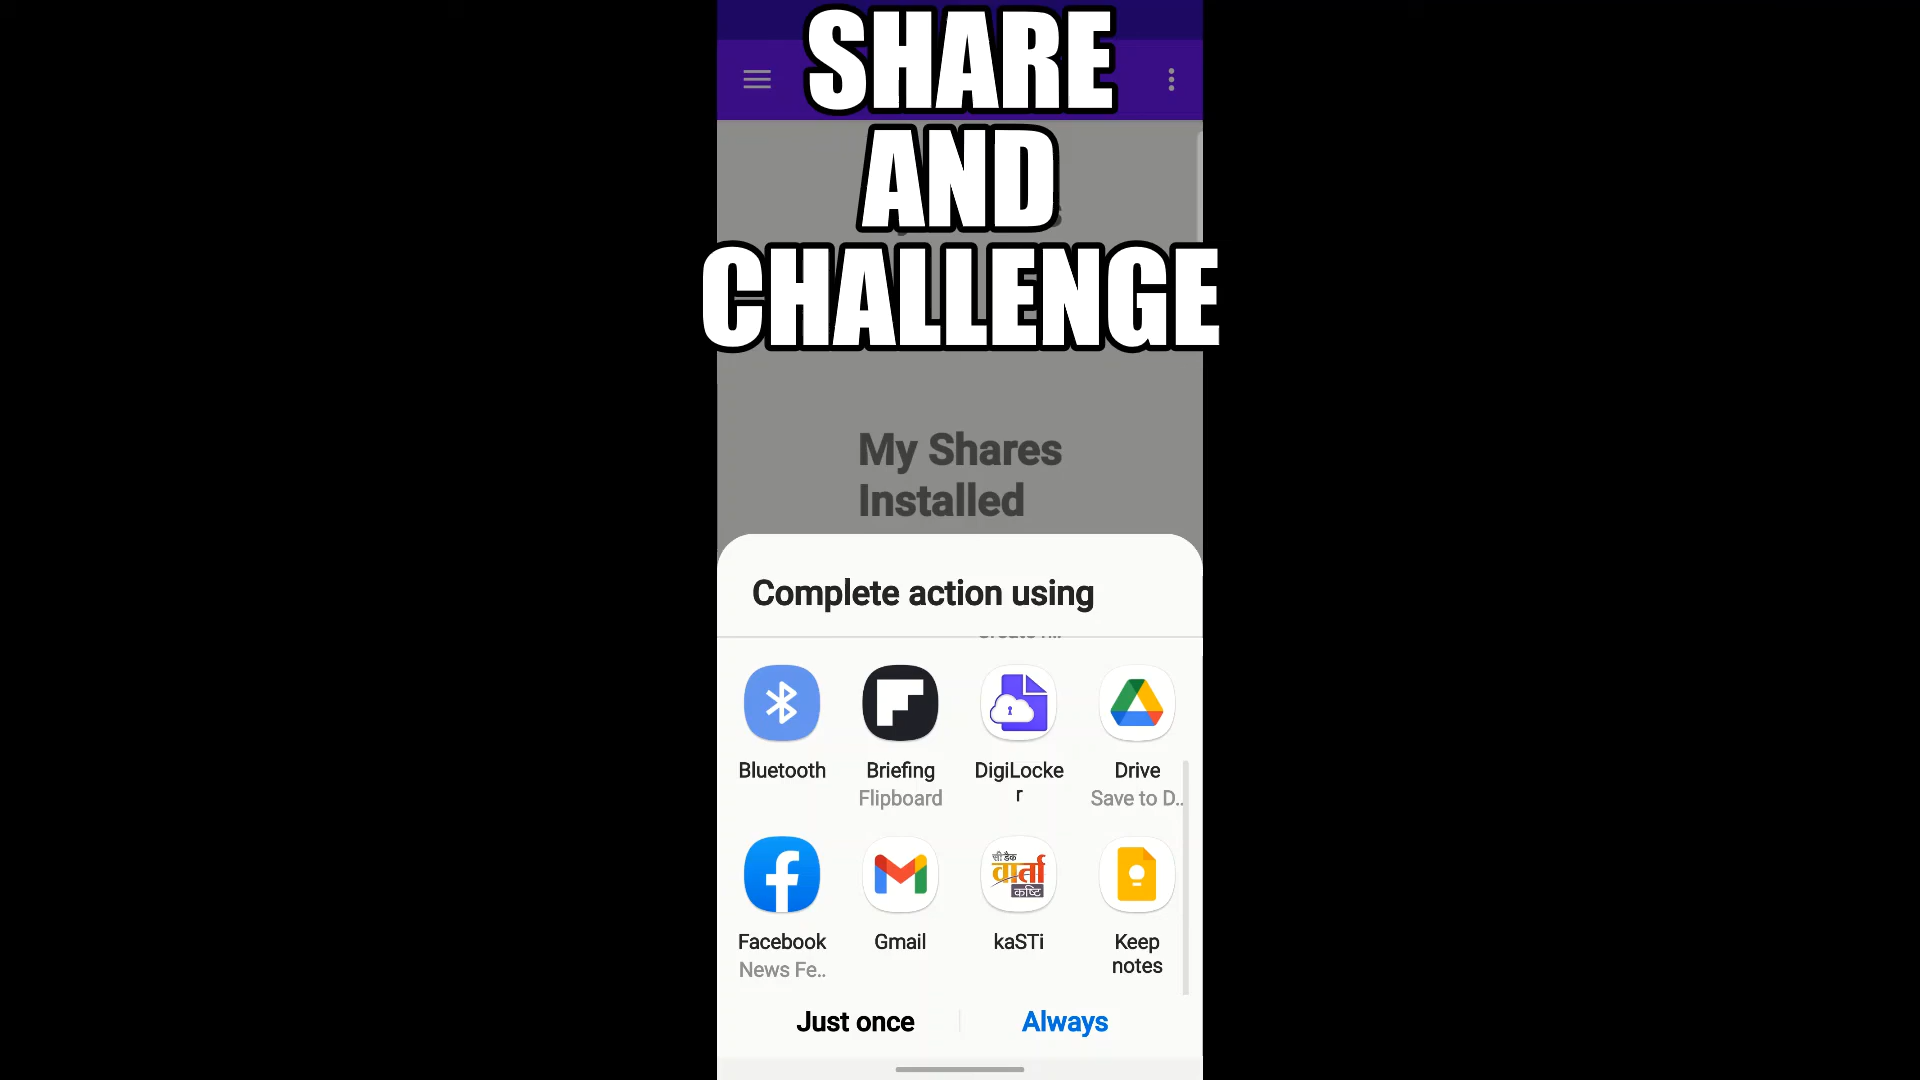 SHARE
AND
CHALLENGE
My Shares
Installed
Complete action using
Bluetooth
Briefing
Flipboard
DigiLocke
r
Drive
Save to D..
सी डैक
वार्ता
कष्टि
Facebook
News Fe..
Gmail
kaSTi
Keep
notes
Just once
Always